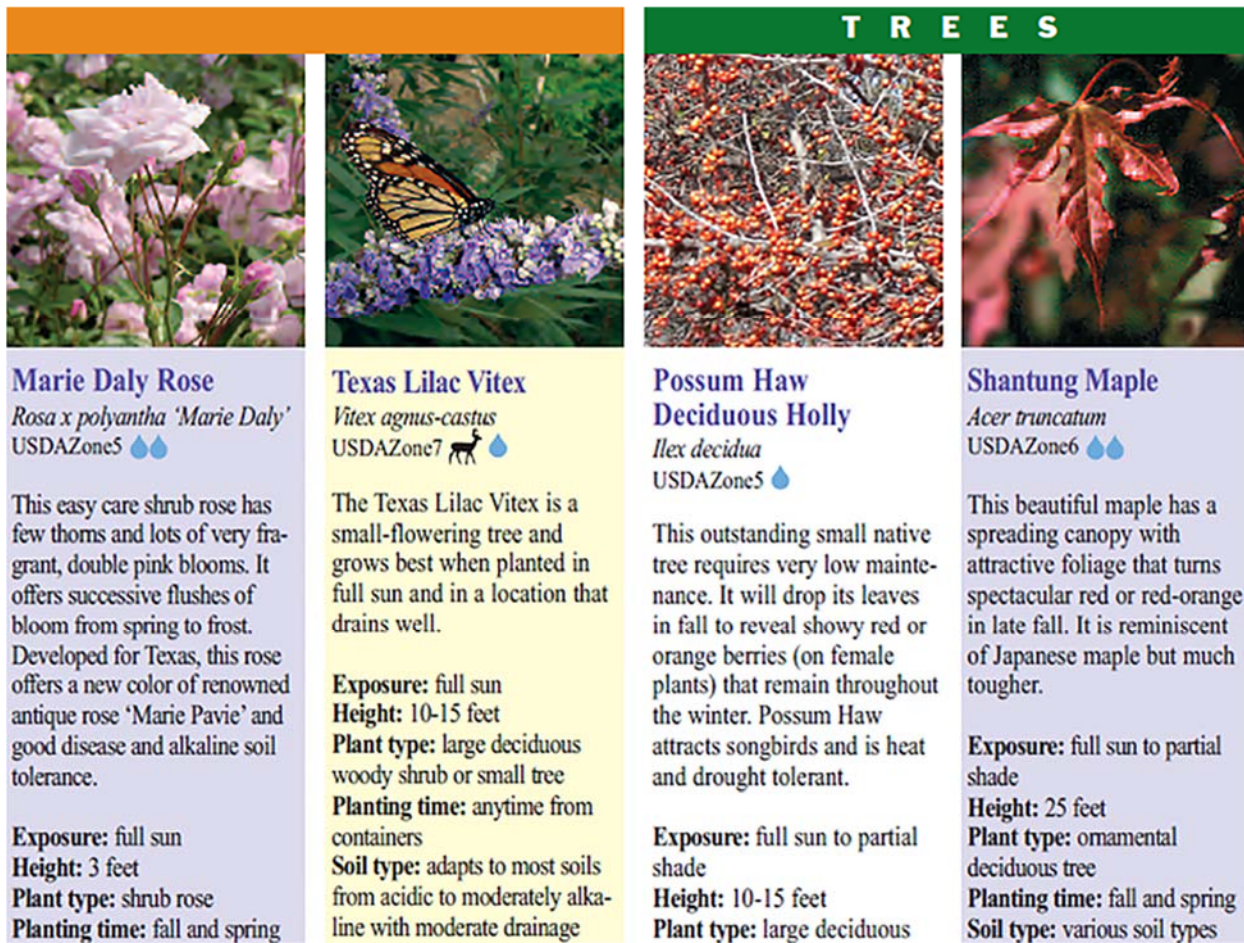 TREES
Marie Daly Rose
Rosa x polyantha ‘Marie Daly’
USDAZone5
This easy care shrub rose has
few thorns and lots of very fra-
grant, double pink blooms. It
offers successive flushes of
bloom from spring to frost.
Developed for Texas, this rose
offers a new color of renowned
antique rose ‘Marie Pavie’ and
good disease and alkaline soil
tolerance.
Exposure: full sun
Height: 3 feet
Plant type: shrub rose
Planting time: fall and spring
Texas Lilac Vitex
Vitex agnus-castus
USDAZone7
The Texas Lilac Vitex is a
small-flowering tree and
grows best when planted in
full sun and in a location that
drains well.
Exposure: full sun
Height: 10-15 feet
Plant type: large deciduous
woody shrub or small tree
Planting time: anytime from
containers
Soil type: adapts to most soils
from acidic to moderately alka-
line with moderate drainage
Possum Haw
Deciduous Holly
Ilex decidua
USDAZone5
This outstanding small native
tree requires very low mainte-
nance. It will drop its leaves
in fall to reveal showy red or
orange berries (on female
plants) that remain throughout
the winter. Possum Haw
attracts songbirds and is heat
and drought tolerant.
Exposure: full sun to partial
shade
Height: 10-15 feet
Plant type: large deciduous
Shantung Maple
Acer truncatum
USDAZone6
This beautiful maple has a
spreading canopy with
attractive foliage that turns
spectacular red or red-orange
in late fall. It is reminiscent
of Japanese maple but much
tougher.
Exposure: full sun to partial
shade
Height: 25 feet
Plant type: ornamental
deciduous tree
Planting time: fall and spring
Soil type: various soil types